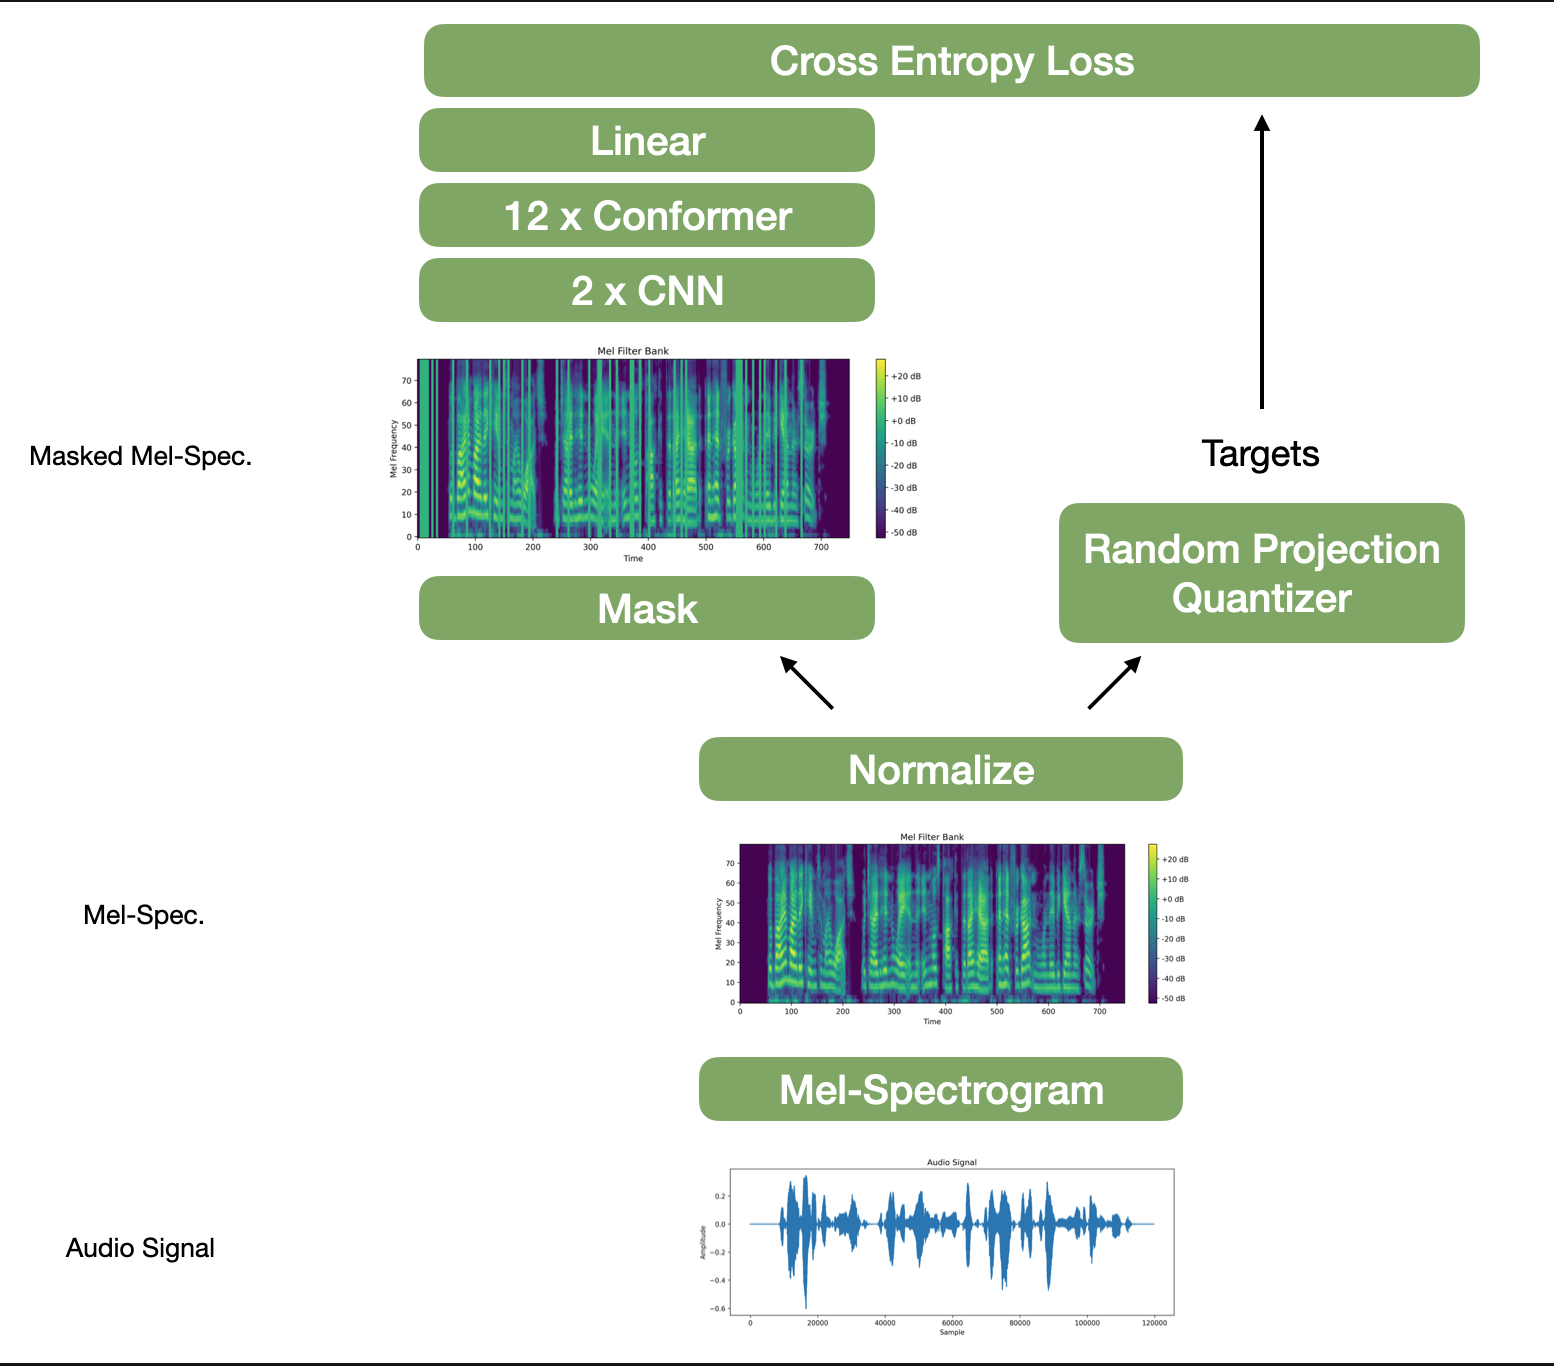 Cross Entropy Loss
Linear
12 x Conformer
2 x CNN
Mel Filter Bank
Mel Frequency
70
60
50
40
30
20
10
0
0 100 200 300 400 500 600 700
Time
+20 dB
+10 dB
+0 dB
-10 dB
-20 dB
-30 dB
-40 dB
-50 dB
Masked Mel-Spec.
Targets
Random Projection
Quantizer
Mask
Normalize
Mel Filter Bank
Mel Frequency
70
60
50
40
30
20
10
0
0 100 200 300 400 500 600 700
Time
+20 dB
+10 dB
+0 dB
-10 dB
-20 dB
-30 dB
-40 dB
-50 dB
Mel-Spec.
Mel-Spectrogram
Audio Signal
Amplitude
0.2
0.0
−0.2
−0.4
−0.6
0 20000 40000 60000 80000 100000 120000
Sample
Audio Signal